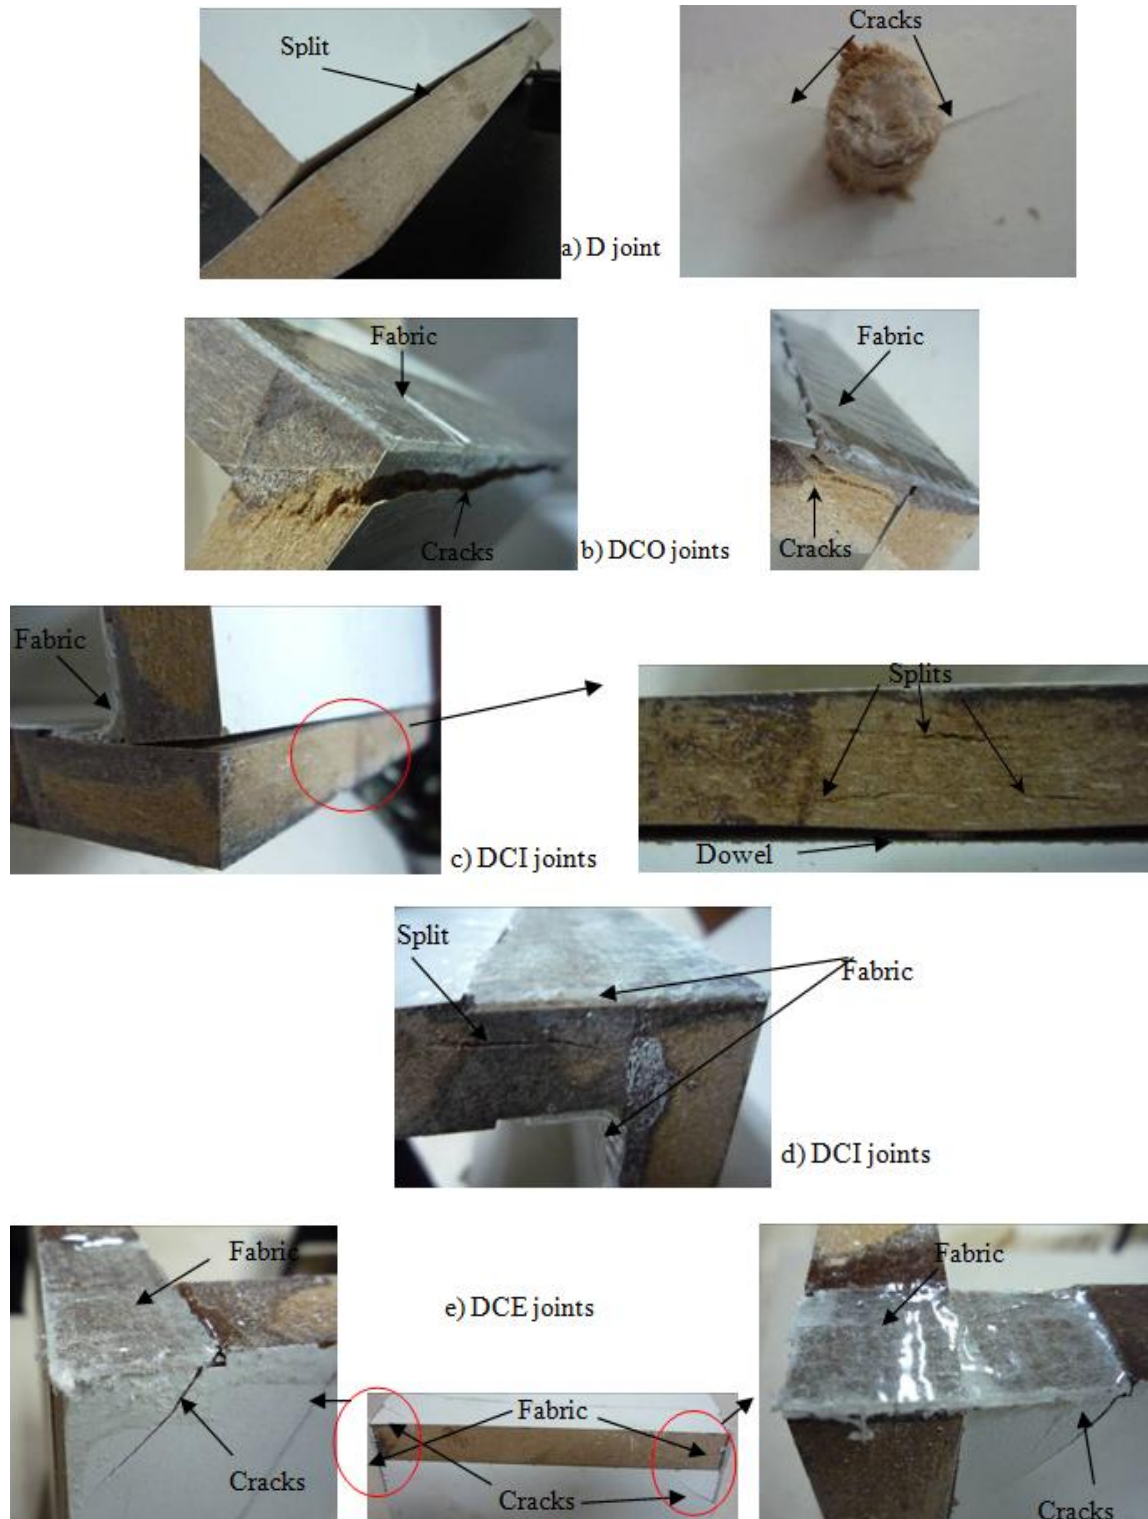 Split
Cracks
a) D joint
Fabric
Fabric
Cracks
Cracks
b) DCO joints
Fabric
Splits
c) DCI joints
Dowel
Split
Fabric
d) DCI joints
Fabric
Fabric
e) DCE joints
Fabric
Cracks
Cracks
Cracks